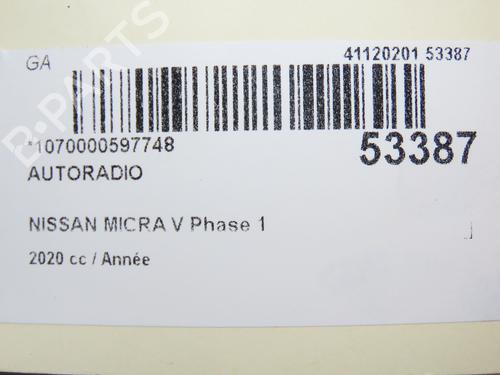 GA
41120201 53387
*1070000597748
53387
AUTORADIO
NISSAN MICRA V Phase 1
2020 cc / Année
B-PARTS